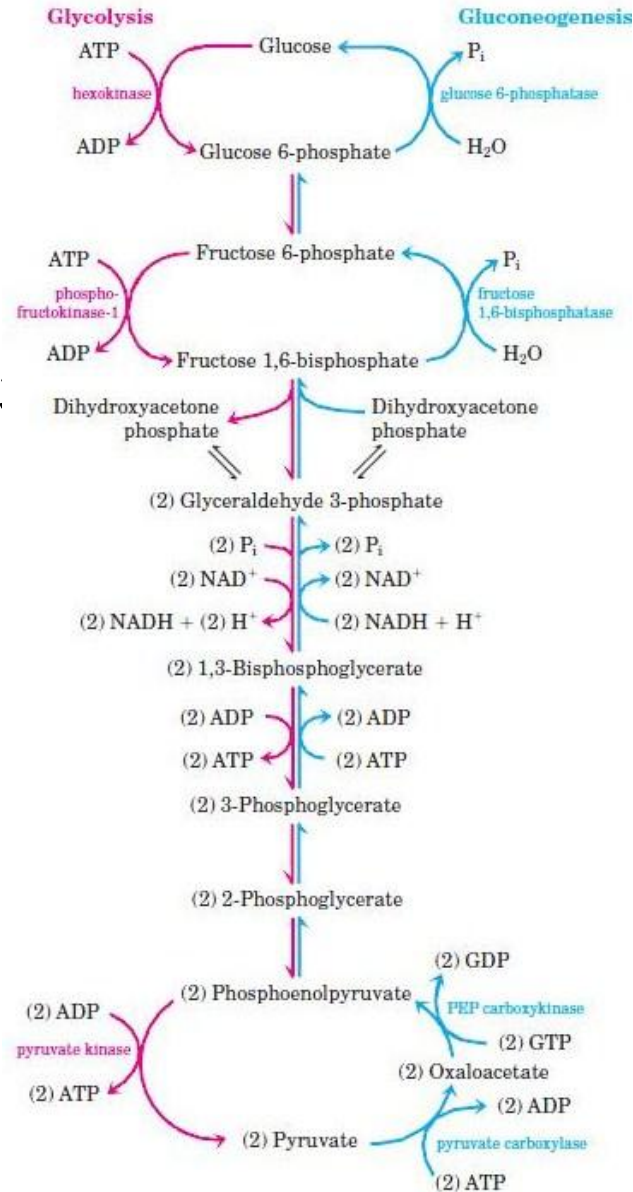 Glycolysis
Gluconeogenesis
ATP
Glucose
Pi
hexokinase
glucose 6-phosphatase
ADP
Glucose 6-phosphate
H2O
ATP
Fructose 6-phosphate
Pi
phospho-
fructokinase-1
fructose
1,6-bisphosphatase
ADP
Fructose 1,6-bisphosphate
H2O
Dihydroxyacetone
phosphate
Dihydroxyacetone
phosphate
(2) Glyceraldehyde 3-phosphate
(2) Pi
(2) Pi
(2) NAD+
(2) NAD+
(2) NADH + (2) H+
(2) NADH + H+
(2) 1,3-Bisphosphoglycerate
(2) ADP
(2) ADP
(2) ATP
(2) ATP
(2) 3-Phosphoglycerate
(2) 2-Phosphoglycerate
(2) GDP
(2) Phosphoenolpyruvate
PEP carboxykinase
(2) ADP
(2) GTP
pyruvate kinase
(2) Oxaloacetate
(2) ATP
(2) ADP
(2) Pyruvate
pyruvate carboxylase
(2) ATP